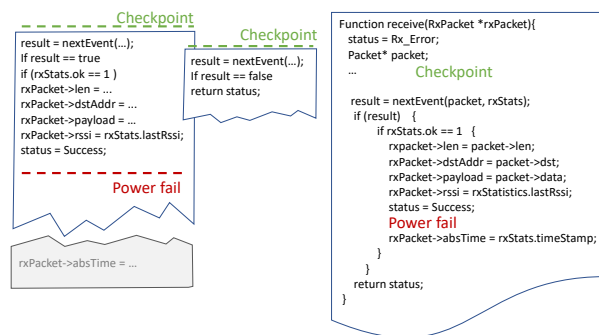 Checkpoint
result = nextEvent(…);
If result == true
if (rxStats.ok == 1 )
rxPacket->len = ...
rxPacket->dstAddr = ...
rxPacket->payload = ...
rxPacket->rssi = rxStats.lastRssi;
status = Success;
Power fail
rxPacket->absTime = ...
Checkpoint
result = nextEvent(…);
If result == false
return status;
Function receive(RxPacket *rxPacket){
status = Rx_Error;
Packet* packet;
…
Checkpoint
result = nextEvent(packet, rxStats);
if (result) {
if rxStats.ok == 1 {
rxpacket->len = packet->len;
rxPacket->dstAddr = packet->dst;
rxPacket->payload = packet->data;
rxPacket->rssi = rxStatistics.lastRssi;
status = Success;
Power fail
rxPacket->absTime = rxStats.timeStamp;
}
}
return status;
}